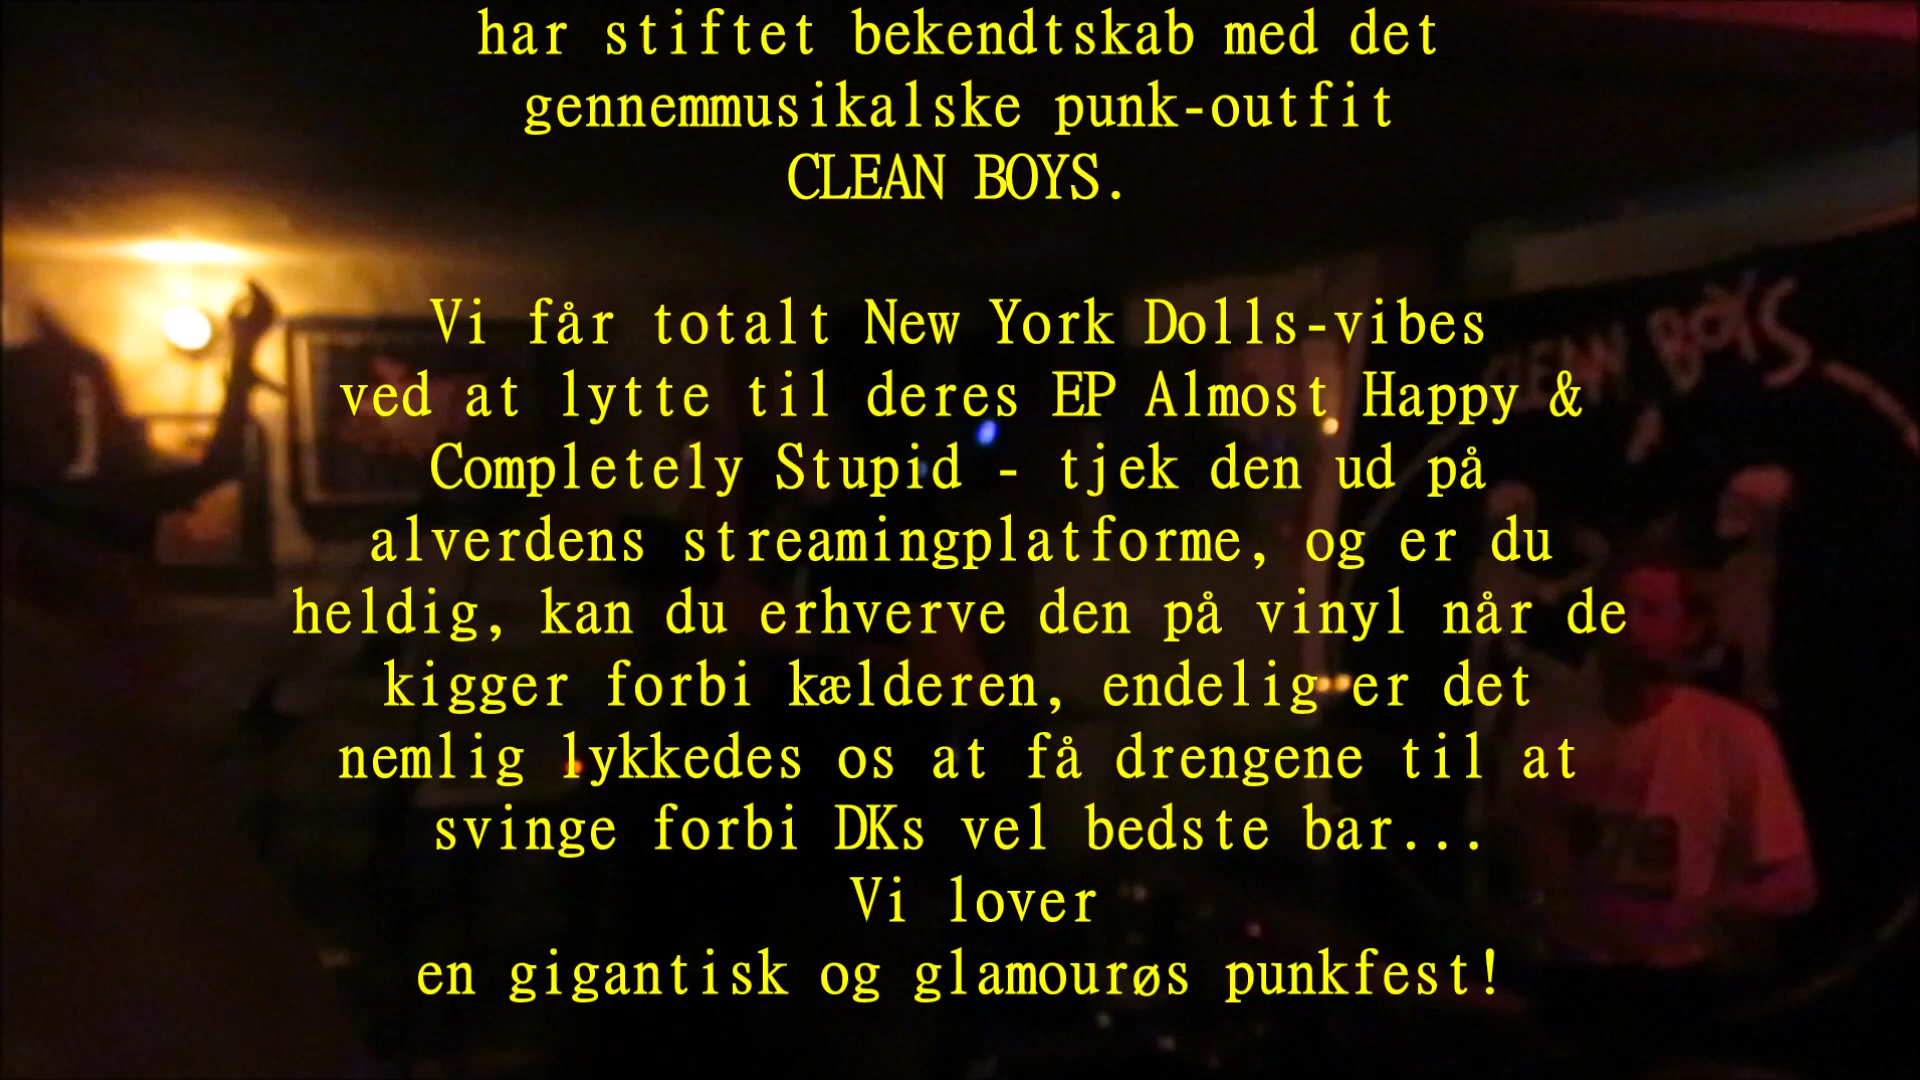 har stiftet bekendtskab med det
gennemmusikalske punk-outfit
CLEAN BOYS.
Vi får totalt New York Dolls-vibes
ved at lytte til deres EP Almost Happy &
Completely Stupid - tjek den ud på
alverdens streamingplatforme, og er du
heldig, kan du erhverve den på vinyl når de
kigger forbi kælderen, endelig er det
nemlig lykkedes os at få drengene til at
svinge forbi DKs vel bedste bar...
Vi lover
en gigantisk og glamourøs punkfest!
CLEAN BOYS